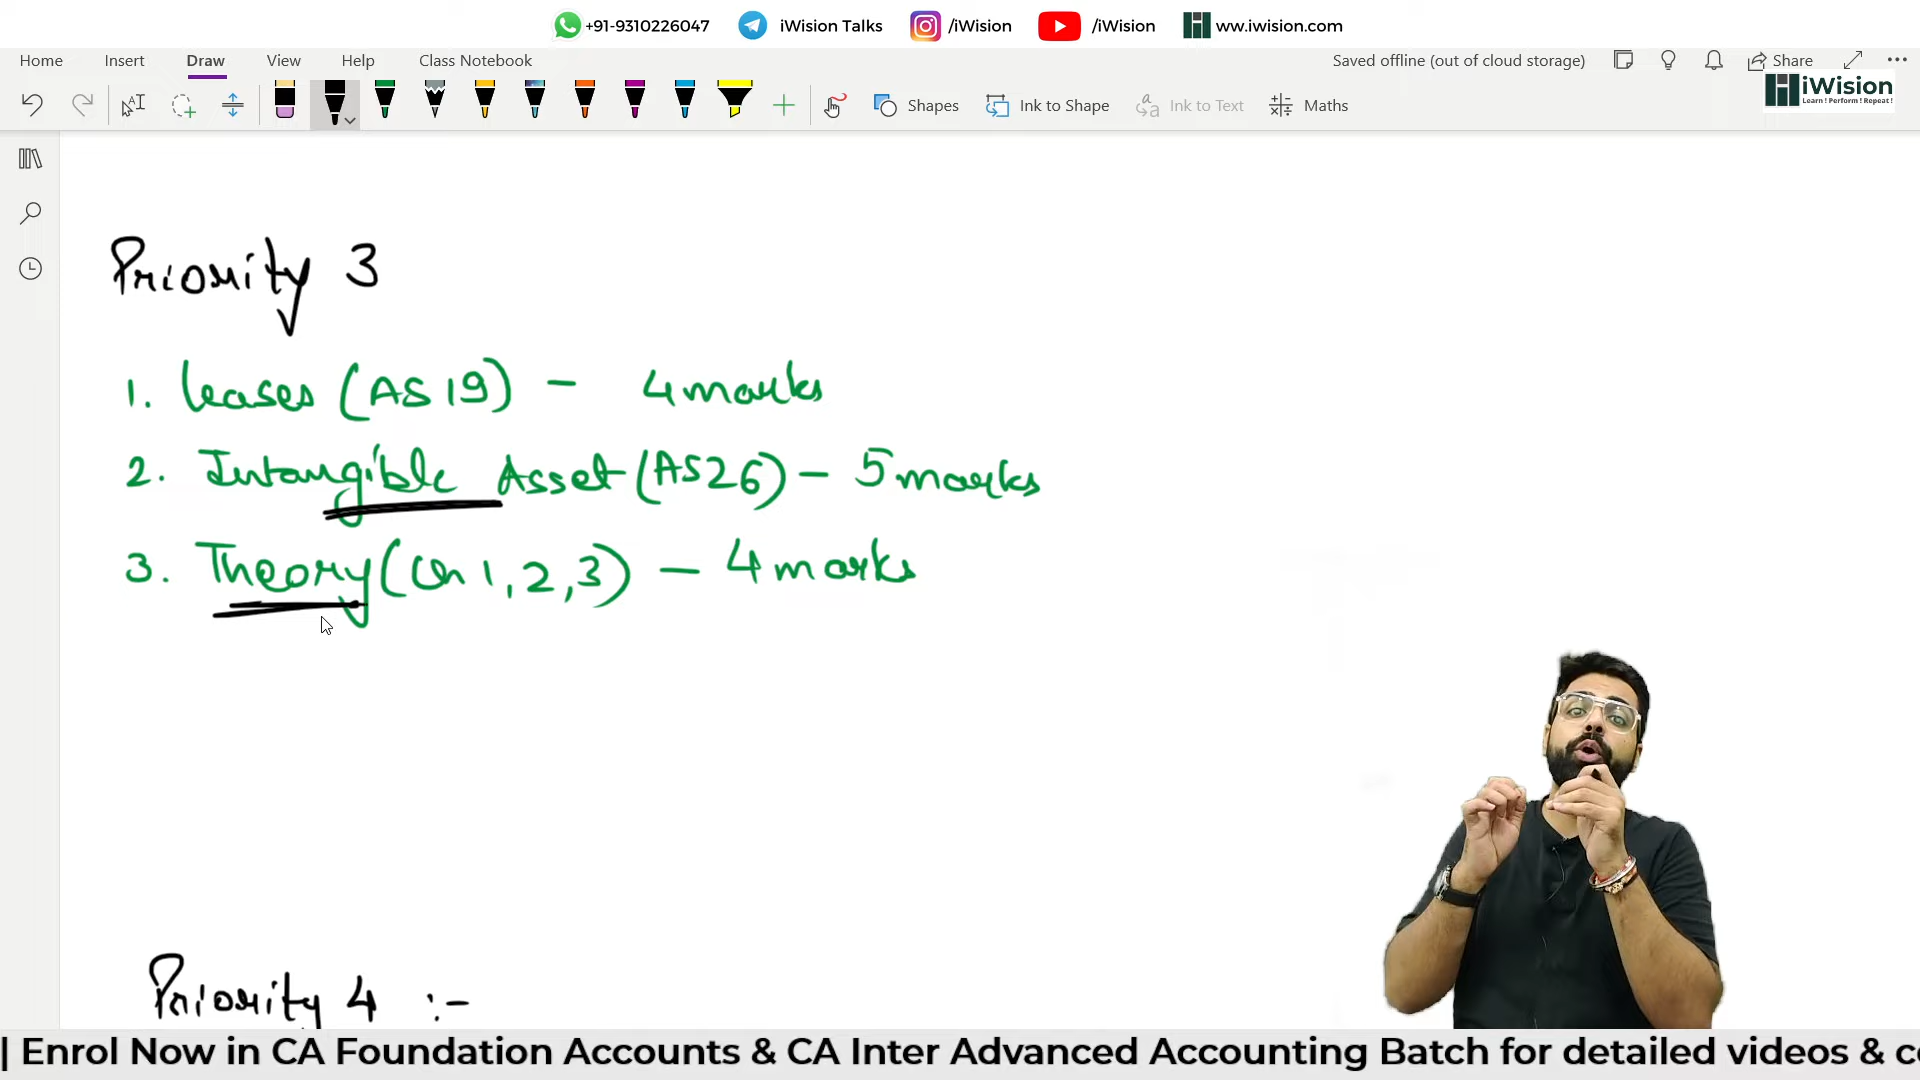 +91-9310226047 iWision Talks /iWision /iWision ww.iwision.com
Home Insert Draw View Help Class Notebook Saved offline (out of cloud storage) Share
Shapes Ink to Shape Ink to Text Maths
iWision
Learn ! Perform ! Repeat !
Priority 3
1. Leases (AS 19) - 4 marks
2. Intangible Asset (AS 26) - 5 marks
3. Theory (Ch 1, 2, 3) - 4 marks
Priority 4 :-
| Enrol Now in CA Foundation Accounts & CA Inter Advanced Accounting Batch for detailed videos & c